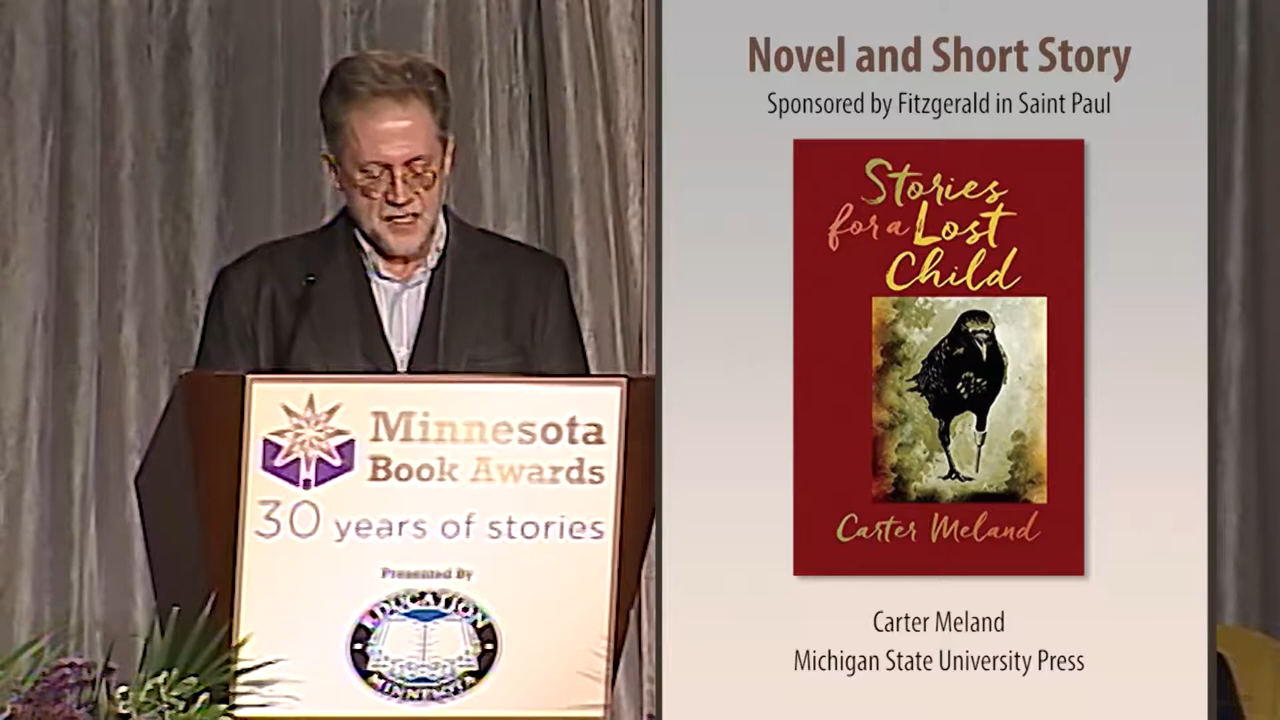 Minnesota
Book Awards
30 years of stories
Presented By
EDUCATION
MINNESOTA
Novel and Short Story
Sponsored by Fitzgerald in Saint Paul
Stories
for a Lost
Child
Carter Meland
Carter Meland
Michigan State University Press